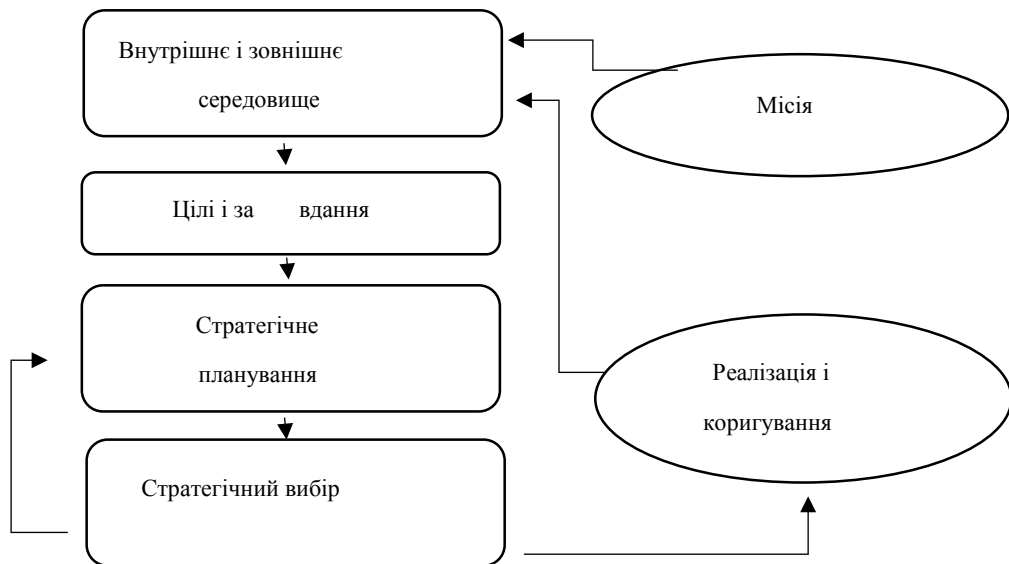 Внутрішнє і зовнішнє
середовище
Місія
Цілі і за вдання
Стратегічне
планування
Реалізація і
коригування
Стратегічний вибір